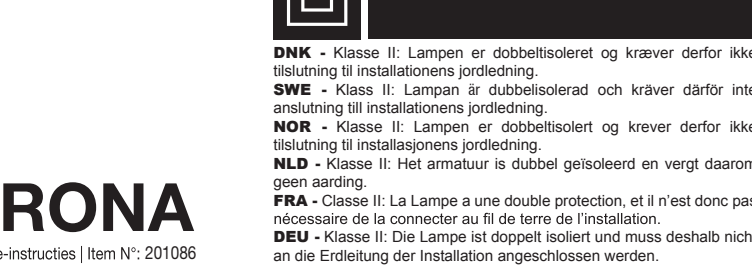 DNK - Klasse II: Lampen er dobbeltisoleret og kræver derfor
tilslutning til installationens jordledning.
SWE - Klass II: Lampan är dubbelisolerad och kräver därför
anslutning till installationens jordledning.
NOR - Klasse II: Lampen er dobbeltisolert og krever derfor
tilslutning til installasjonens jordledning.
NLD - Klasse II: Het armatuur is dubbel geïsoleerd en vergt daarom
geen aarding.
FRA - Classe II: La Lampe a une double protection, et il n’est donc pas
nécessaire de la connecter au fil de terre de l’installation.
DEU - Klasse II: Die Lampe ist doppelt isoliert und muss deshalb
an die Erdleitung der Installation angeschlossen werden.
RONA
e-instructies | Item N°: 201086